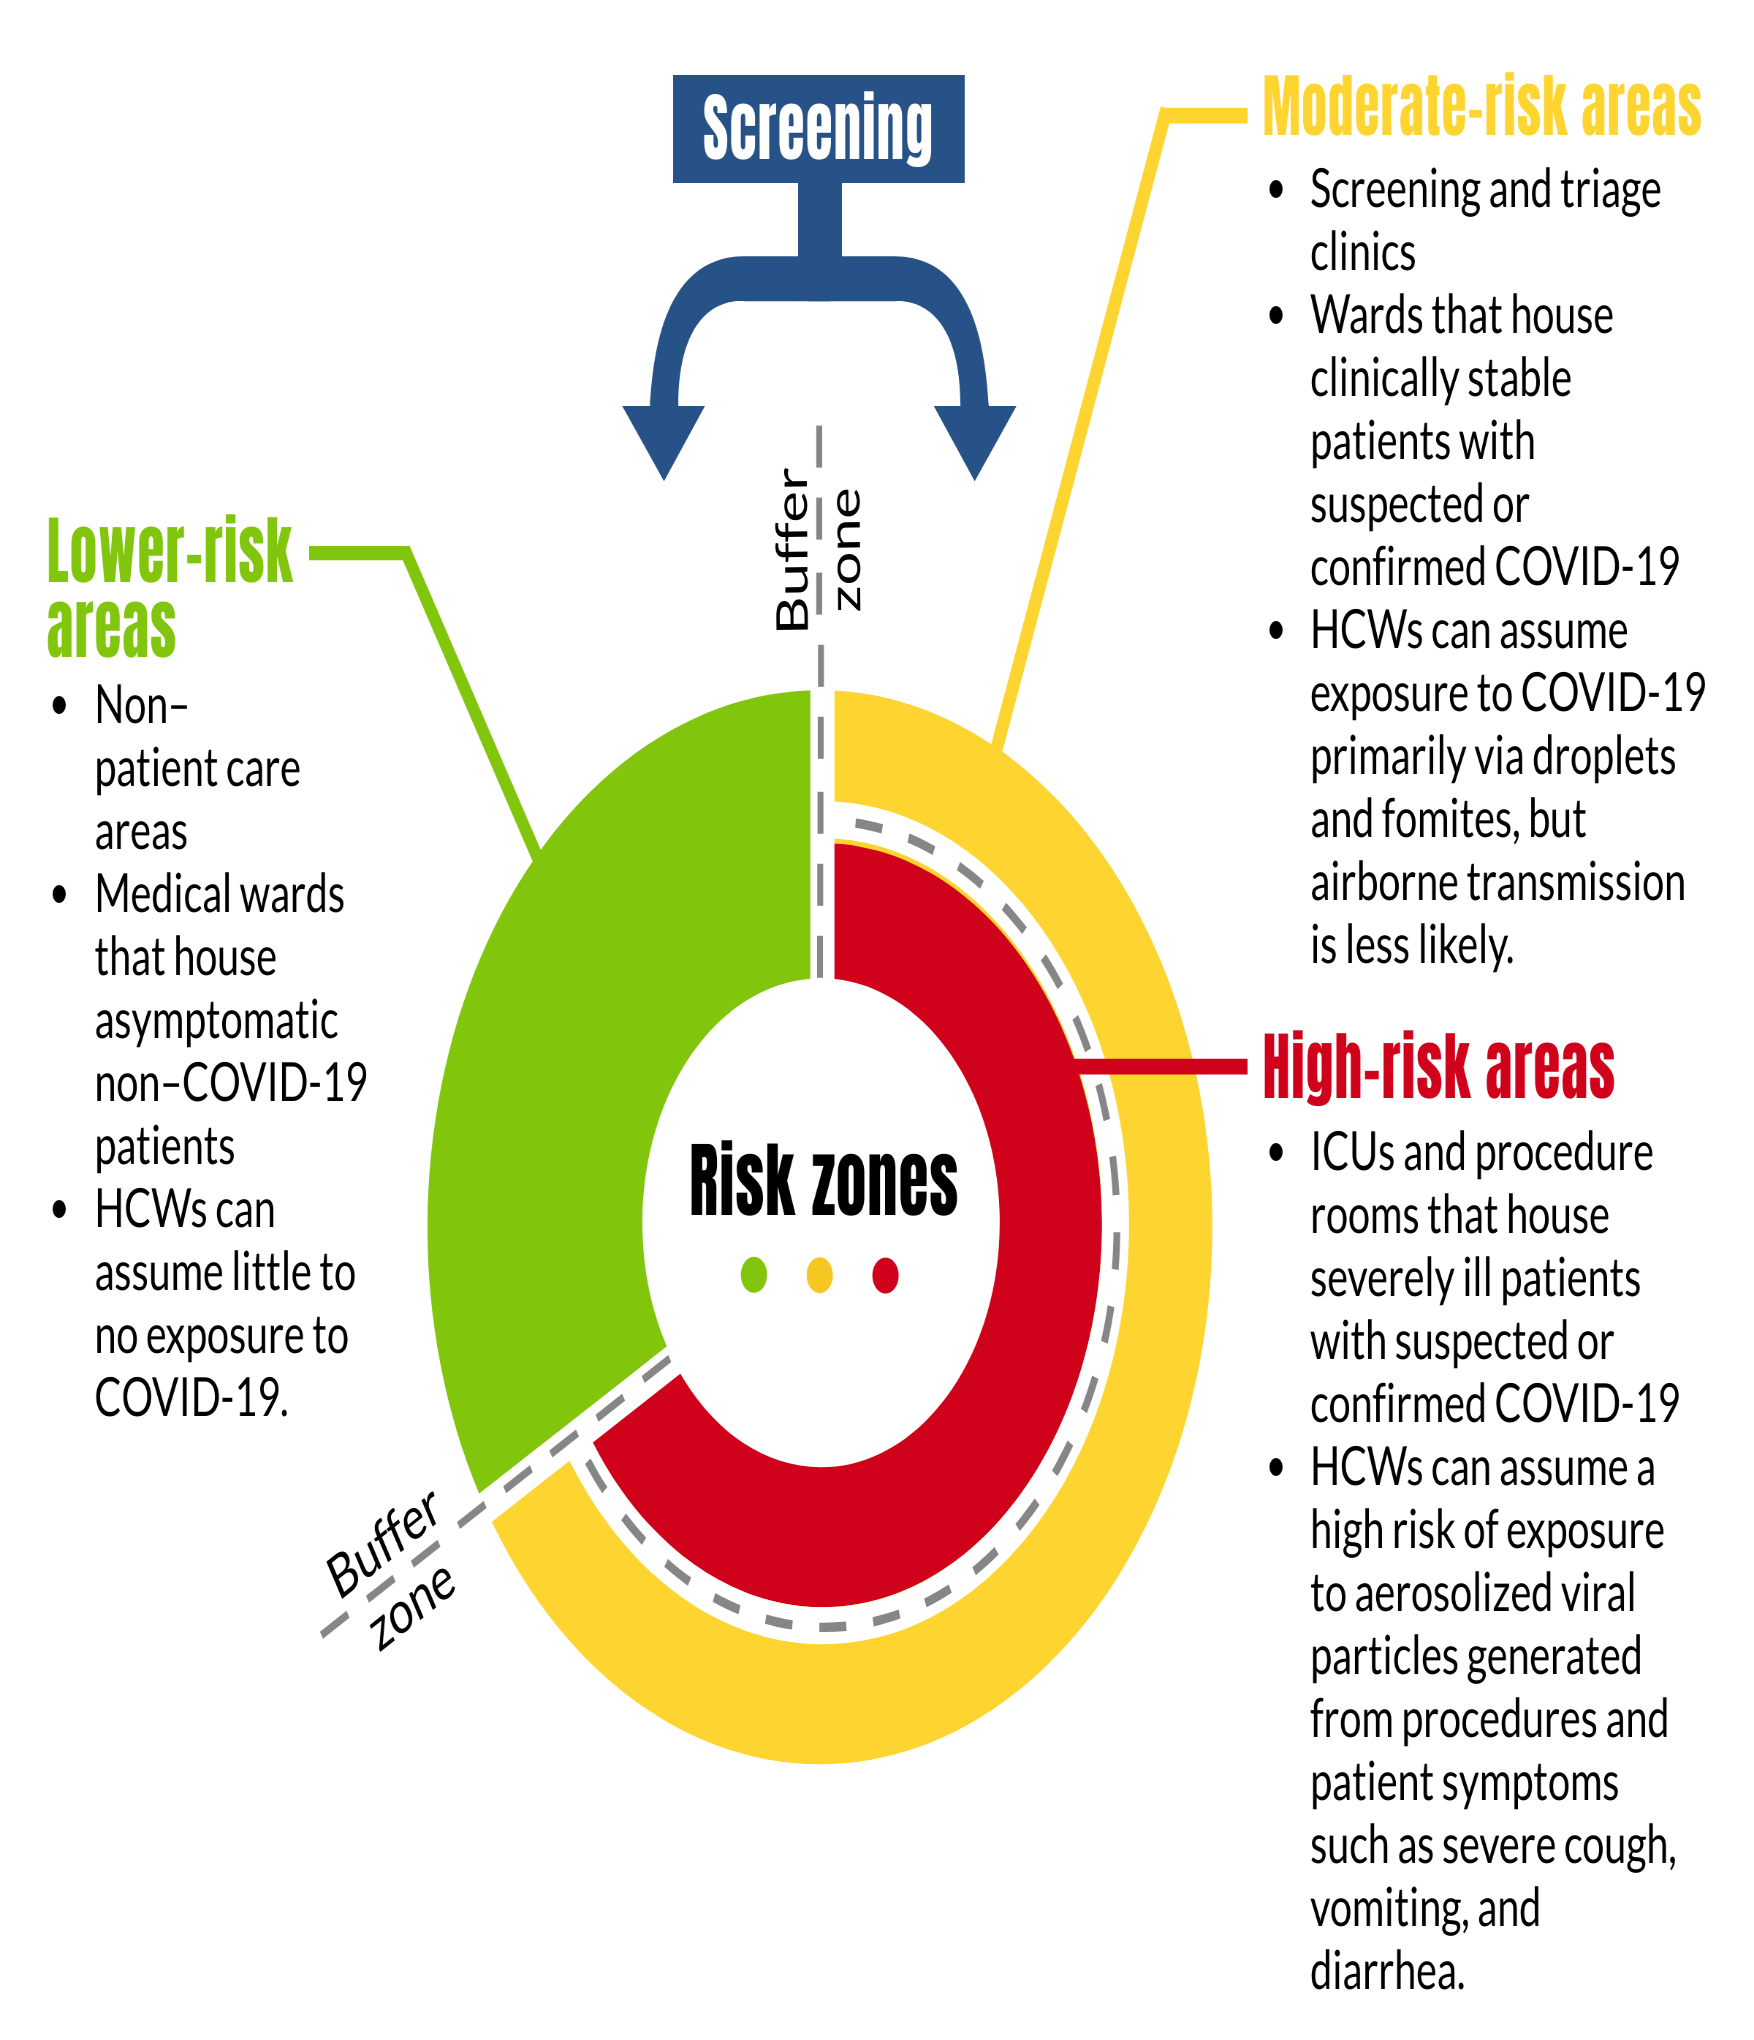 Screening
Buffer
zone
Lower-risk
areas
• Non–
patient care
areas
• Medical wards
that house
asymptomatic
non–COVID-19
patients
• HCWs can
assume little to
no exposure to
COVID-19.
Moderate-risk areas
• Screening and triage
clinics
• Wards that house
clinically stable
patients with
suspected or
confirmed COVID-19
• HCWs can assume
exposure to COVID-19
primarily via droplets
and fomites, but
airborne transmission
is less likely.
High-risk areas
• ICUs and procedure
rooms that house
severely ill patients
with suspected or
confirmed COVID-19
• HCWs can assume a
high risk of exposure
to aerosolized viral
particles generated
from procedures and
patient symptoms
such as severe cough,
vomiting, and
diarrhea.
Risk zones
Buffer
zone